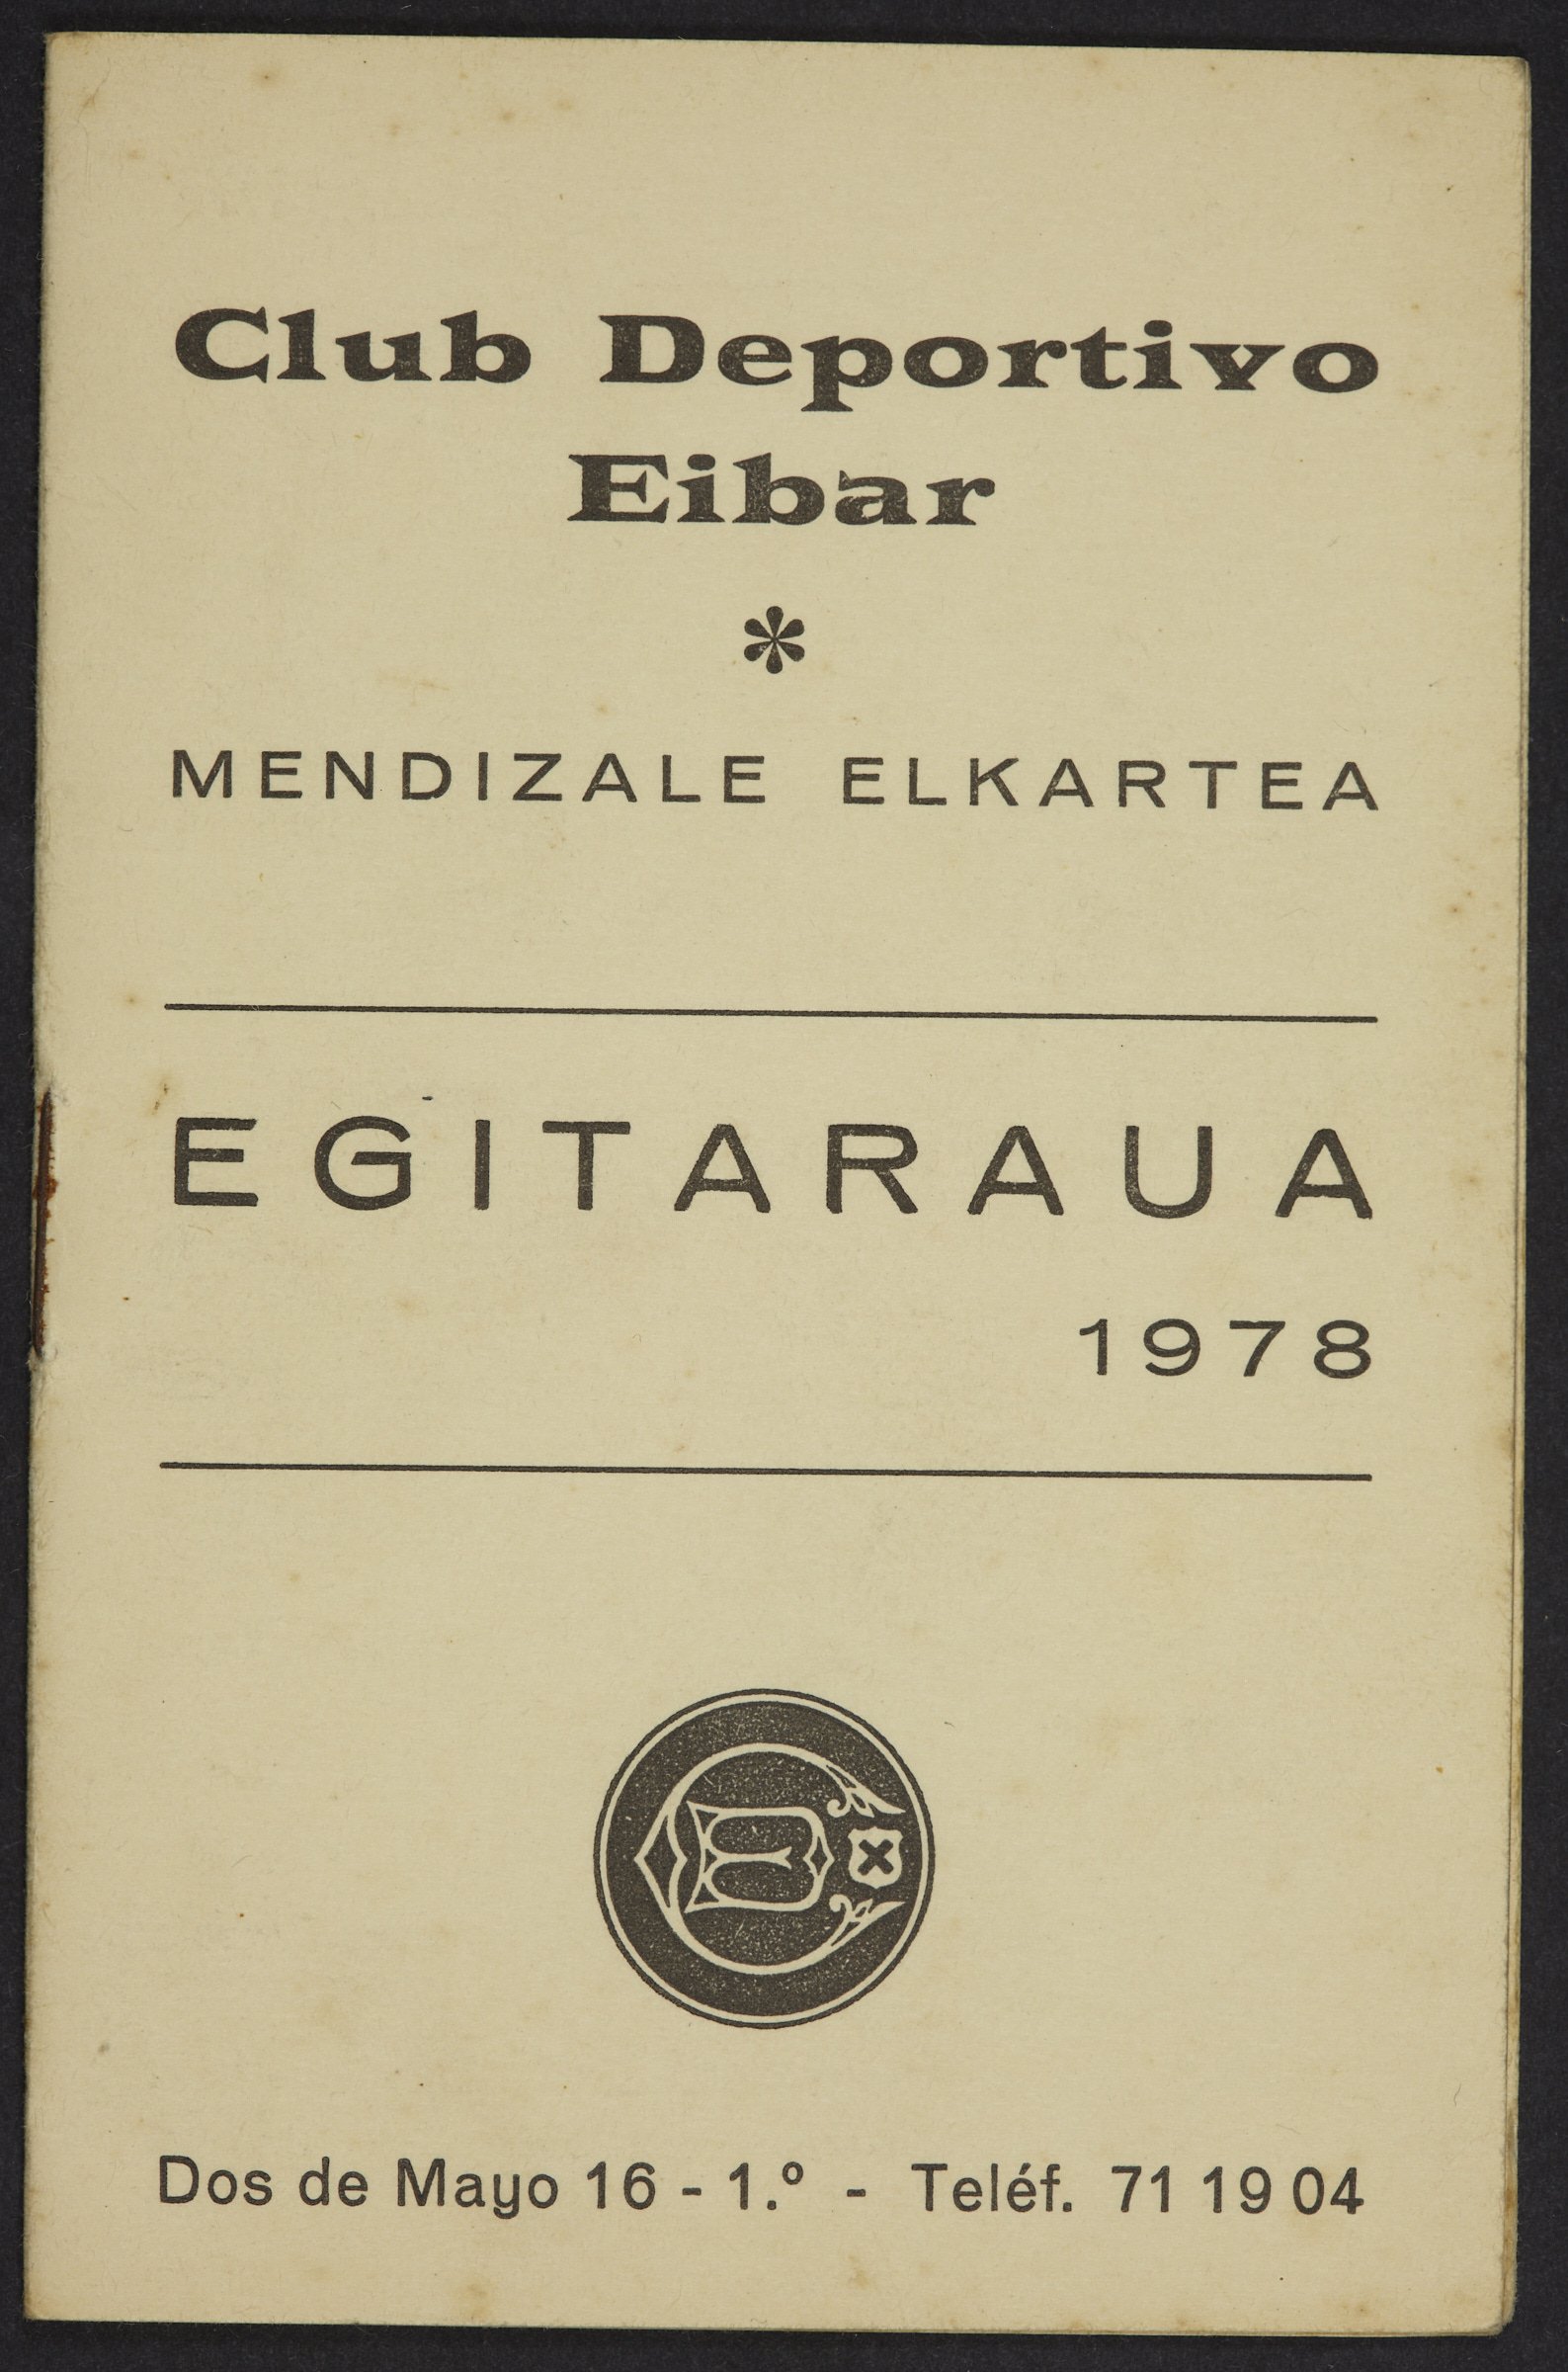 Club Deportivo
Eibar
*
MENDIZALE ELKARTEA
EGITARAUA
1978
Dos de Mayo 16 - 1.º - Teléf. 71 19 04